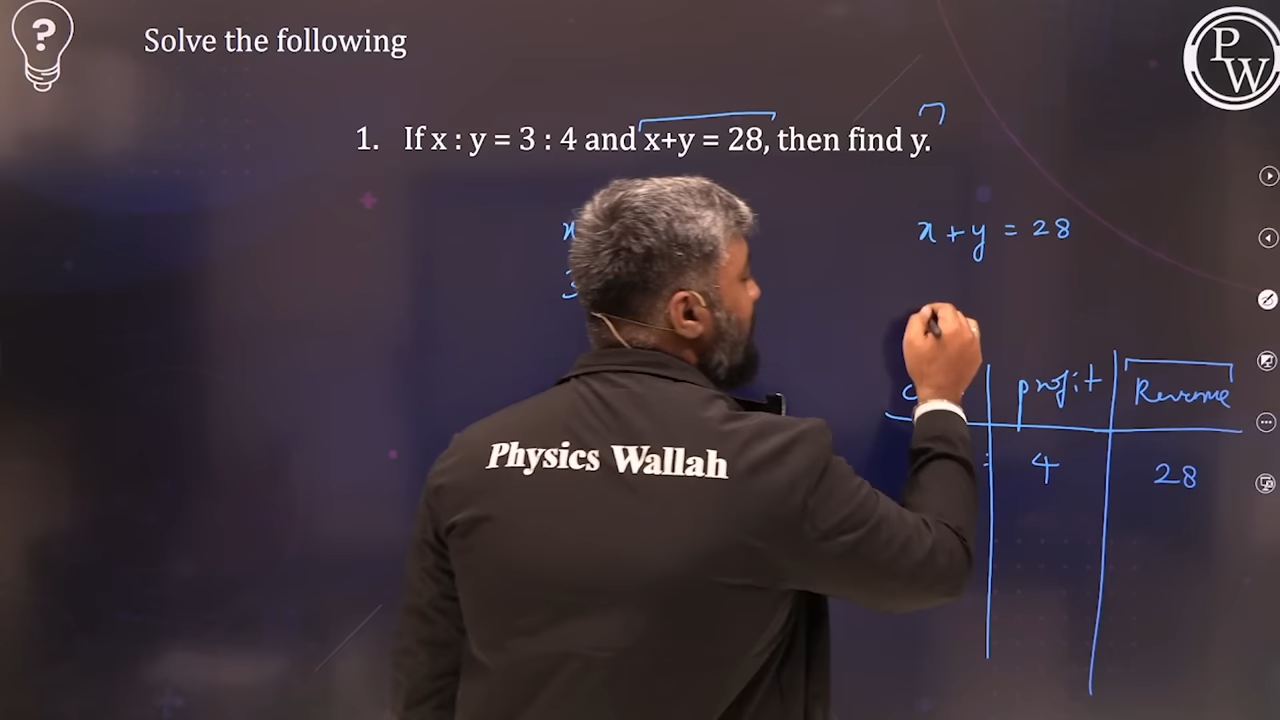 ?
Solve the following
PW
1. If x : y = 3 : 4 and x+y = 28, then find y.
x + y = 28
profit
Revenue
: 4
28
Physics Wallah